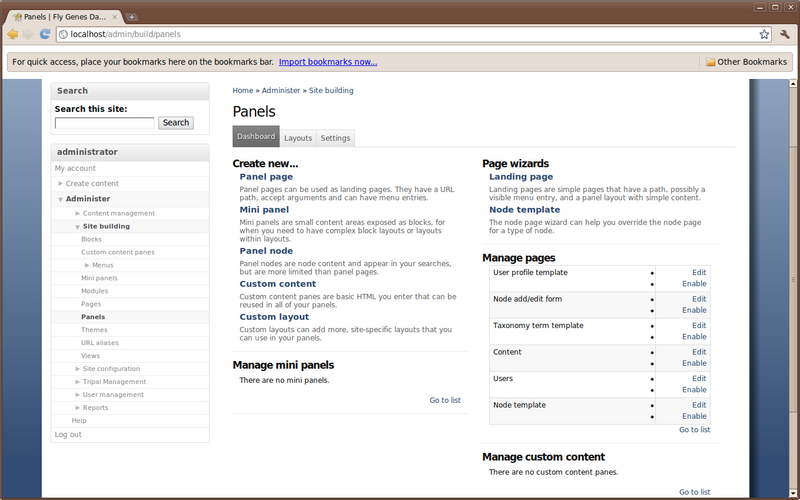 Panels | Fly Genes Da...
localhost/admin/build/panels
For quick access, place your bookmarks here on the bookmarks bar. Import bookmarks now...
Other Bookmarks
Search
Search this site:
Search
administrator
My account
Create content
Administer
Content management
Site building
Blocks
Custom content panes
Menus
Mini panels
Modules
Pages
Panels
Themes
URL aliases
Views
Site configuration
Tripal Management
User management
Reports
Help
Log out
Home » Administer » Site building
Panels
Dashboard Layouts Settings
Create new...
Panel page
Panel pages can be used as landing pages. They have a URL
path, accept arguments and can have menu entries.
Mini panel
Mini panels are small content areas exposed as blocks, for
when you need to have complex block layouts or layouts
within layouts.
Panel node
Panel nodes are node content and appear in your searches,
but are more limited than panel pages.
Custom content
Custom content panes are basic HTML you enter that can be
reused in all of your panels.
Custom layout
Custom layouts can add more, site-specific layouts that you
can use in your panels.
Manage mini panels
There are no mini panels.
Go to list
Page wizards
Landing page
Landing pages are simple pages that have a path, possibly a
visible menu entry, and a panel layout with simple content.
Node template
The node page wizard can help you override the node page
for a type of node.
Manage pages
User profile template • Edit
• Enable
Node add/edit form • Edit
• Enable
Taxonomy term template • Edit
• Enable
Content • Edit
• Enable
Users • Edit
• Enable
Node template • Edit
• Enable
Go to list
Manage custom content
There are no custom content panes.
Go to list